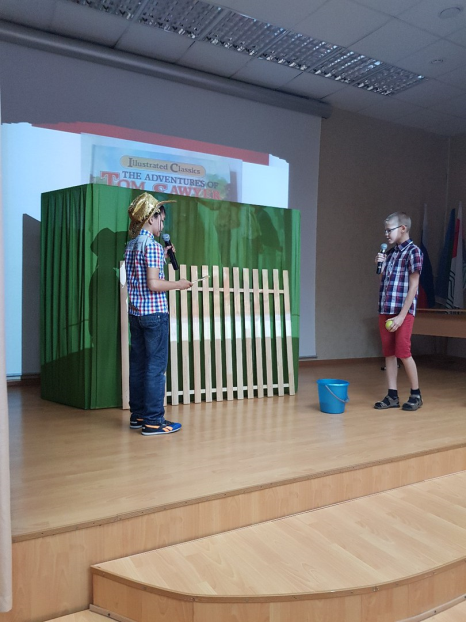 Illustrated Classics
THE ADVENTURES OF
TOM SAWYER